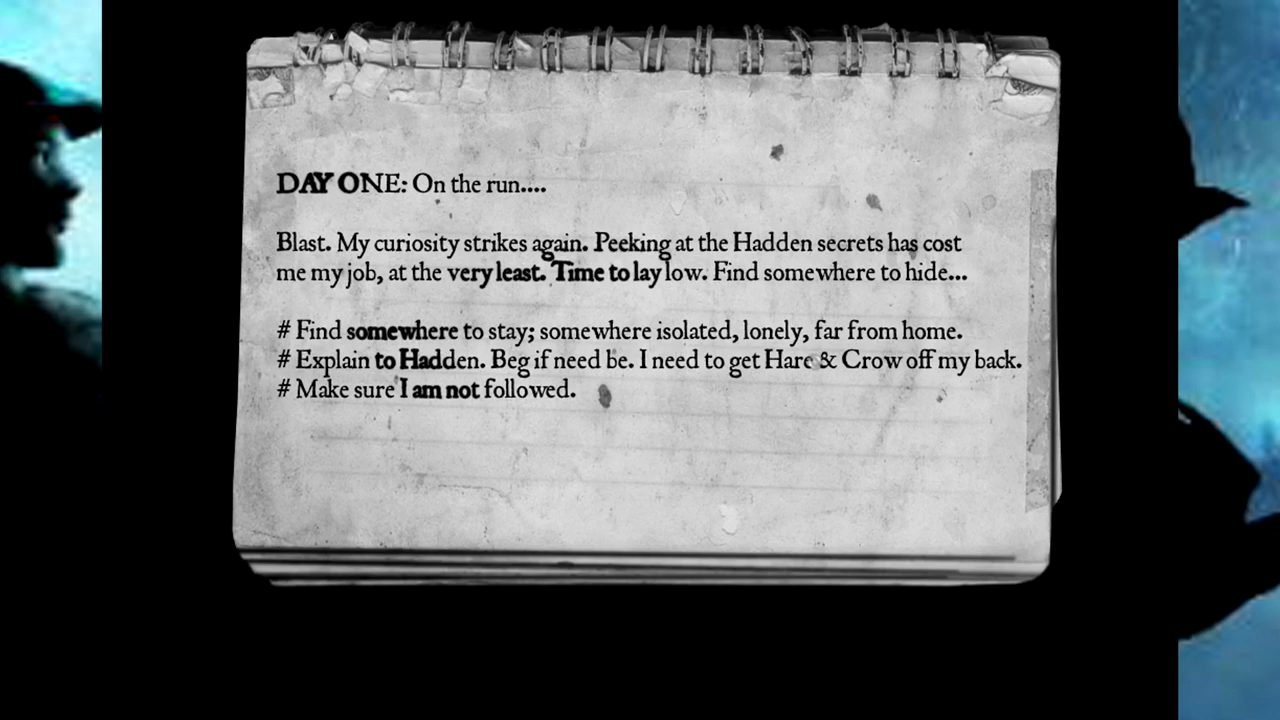 DAY ONE: On the run....
Blast. My curiosity strikes again. Peeking at the Hadden secrets has cost
me my job, at the very least. Time to lay low. Find somewhere to hide...
# Find somewhere to stay; somewhere isolated, lonely, far from home.
# Explain to Hadden. Beg if need be. I need to get Hare & Crow off my back.
# Make sure I am not followed.